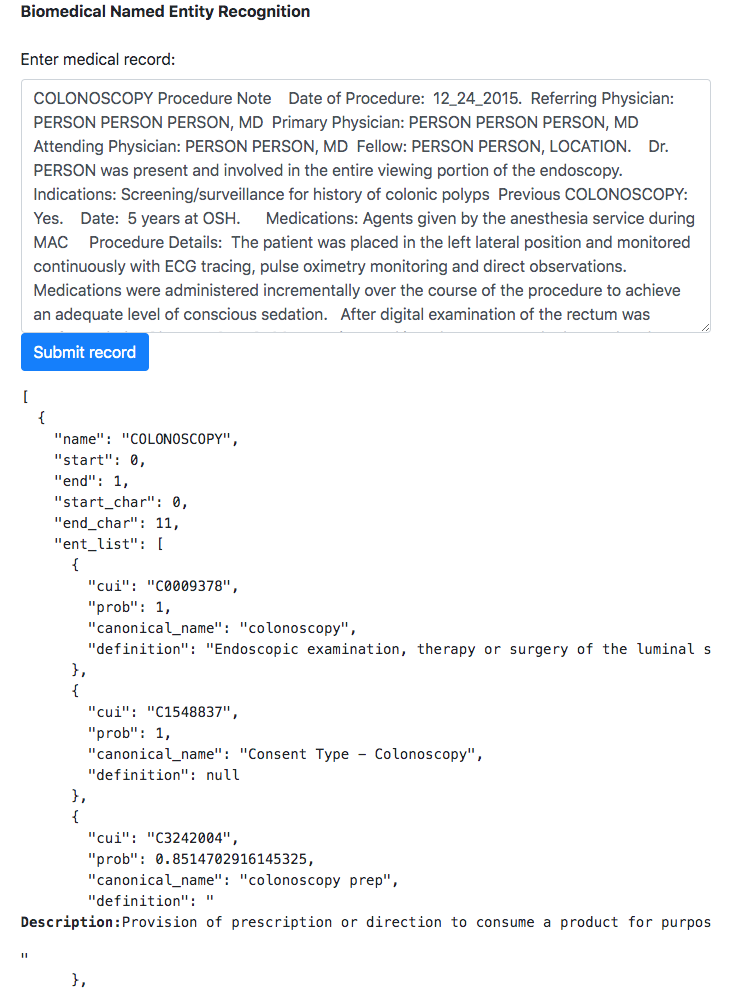 Biomedical Named Entity Recognition
Enter medical record:
COLONOSCOPY Procedure Note    Date of Procedure:  12_24_2015.  Referring Physician:
PERSON PERSON PERSON, MD  Primary Physician: PERSON PERSON PERSON, MD
Attending Physician: PERSON PERSON, MD  Fellow: PERSON PERSON, LOCATION.    Dr.
PERSON was present and involved in the entire viewing portion of the endoscopy.
Indications: Screening/surveillance for history of colonic polyps  Previous COLONOSCOPY:
Yes.    Date:  5 years at OSH.      Medications: Agents given by the anesthesia service during
MAC     Procedure Details:  The patient was placed in the left lateral position and monitored
continuously with ECG tracing, pulse oximetry monitoring and direct observations.
Medications were administered incrementally over the course of the procedure to achieve
an adequate level of conscious sedation.   After digital examination of the rectum was
Submit record
[
  {
    "name": "COLONOSCOPY",
    "start": 0,
    "end": 1,
    "start_char": 0,
    "end_char": 11,
    "ent_list": [
      {
        "cui": "C0009378",
        "prob": 1,
        "canonical_name": "colonoscopy",
        "definition": "Endoscopic examination, therapy or surgery of the luminal s
      },
      {
        "cui": "C1548837",
        "prob": 1,
        "canonical_name": "Consent Type - Colonoscopy",
        "definition": null
      },
      {
        "cui": "C3242004",
        "prob": 0.8514702916145325,
        "canonical_name": "colonoscopy prep",
        "definition": "
Description:Provision of prescription or direction to consume a product for purpos
"
      },